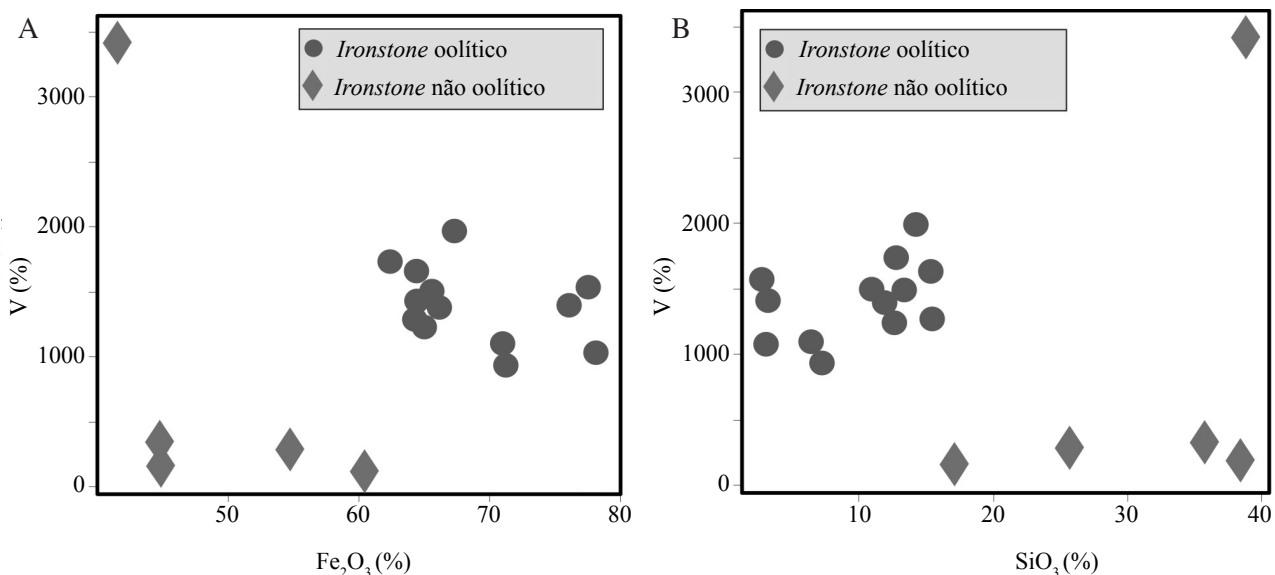 A
Ironstone oolítico
Ironstone não oolítico
V (%)
3000
2000
1000
0
50
60
70
80
Fe₂O₃ (%)
B
Ironstone oolítico
Ironstone não oolítico
V (%)
3000
2000
1000
0
10
20
30
40
SiO₃ (%)